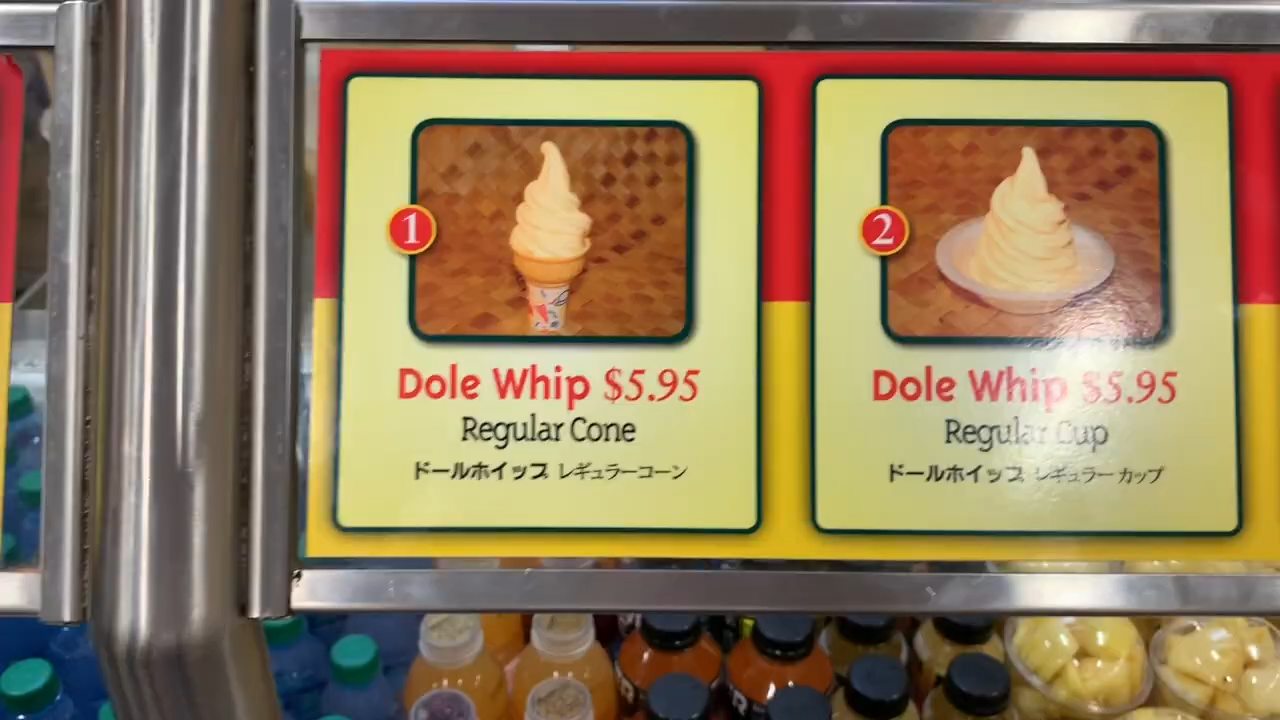 1
Dole Whip $5.95
Regular Cone
ドールホイップ レギュラーコーン
2
Dole Whip $5.95
Regular Cup
ドールホイップ レギュラーカップ